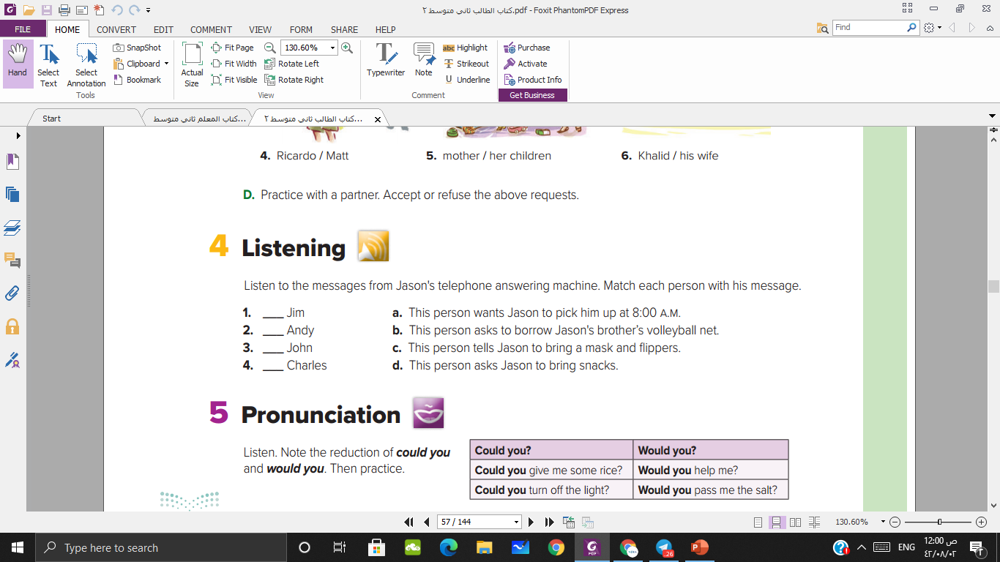 كتاب الطالب ثاني متوسط ٢.pdf - Foxit PhantomPDF Express
FILE HOME CONVERT EDIT COMMENT VIEW FORM SHARE HELP
Find
Hand
Select Text
Select Annotation
SnapShot
Clipboard
Bookmark
Tools
Actual Size
Fit Page
Fit Width
Fit Visible
130.60%
Rotate Left
Rotate Right
View
Typewriter
Note
Highlight
Strikeout
Underline
Comment
Purchase
Activate
Product Info
Get Business
Start
كتاب المعلم ثاني متوسط...
كتاب الطالب ثاني متوسط ٢...
4. Ricardo / Matt
5. mother / her children
6. Khalid / his wife
D. Practice with a partner. Accept or refuse the above requests.
4 Listening
Listen to the messages from Jason's telephone answering machine. Match each person with his message.
1. ___ Jim
a. This person wants Jason to pick him up at 8:00 A.M.
2. ___ Andy
b. This person asks to borrow Jason's brother’s volleyball net.
3. ___ John
c. This person tells Jason to bring a mask and flippers.
4. ___ Charles
d. This person asks Jason to bring snacks.
5 Pronunciation
Listen. Note the reduction of could you
and would you. Then practice.
Could you? Would you?
Could you give me some rice? Would you help me?
Could you turn off the light? Would you pass me the salt?
57 / 144
130.60%
Type here to search
PDF
.26
ENG
12:00 ص
٤٢/٠٨/٠٢